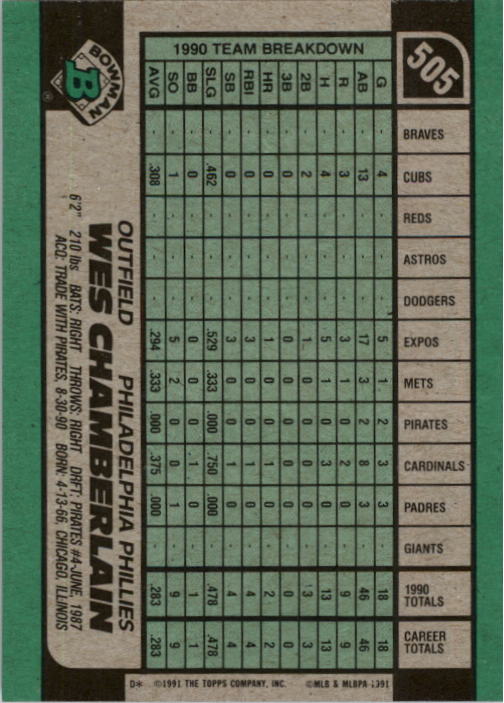 505
1990 TEAM BREAKDOWN
G AB R H 2B 3B HR RBI SB SLG BB SO AVG
BRAVES - - - - - - - - - - - - -
CUBS 4 13 3 4 2 0 0 0 0 .462 0 1 .308
REDS - - - - - - - - - - - - -
ASTROS - - - - - - - - - - - - -
DODGERS - - - - - - - - - - - - -
EXPOS 5 17 3 5 1 0 1 3 3 .529 0 5 .294
METS 1 3 1 1 0 0 0 0 0 .333 0 2 .333
PIRATES 2 2 0 0 0 0 0 0 0 .000 0 0 .000
CARDINALS 3 8 2 3 0 0 1 1 1 .750 1 0 .375
PADRES 3 3 0 0 0 0 0 0 0 .000 0 1 .000
GIANTS - - - - - - - - - - - - -
1990 TOTALS 18 46 9 13 3 0 2 4 4 .478 1 9 .283
CAREER TOTALS 18 46 9 13 3 0 2 4 4 .478 1 9 .283
BOWMAN
B
®
OUTFIELD PHILADELPHIA PHILLIES
WES CHAMBERLAIN
6'2" 210 lbs BATS: RIGHT THROWS: RIGHT DRFT: PIRATES #4-JUNE, 1987
ACQ: TRADE WITH PIRATES, 8-30-90 BORN: 4-13-66, CHICAGO, ILLINOIS
D* ©1991 THE TOPPS COMPANY, INC. ©MLB & MLBPA 1991